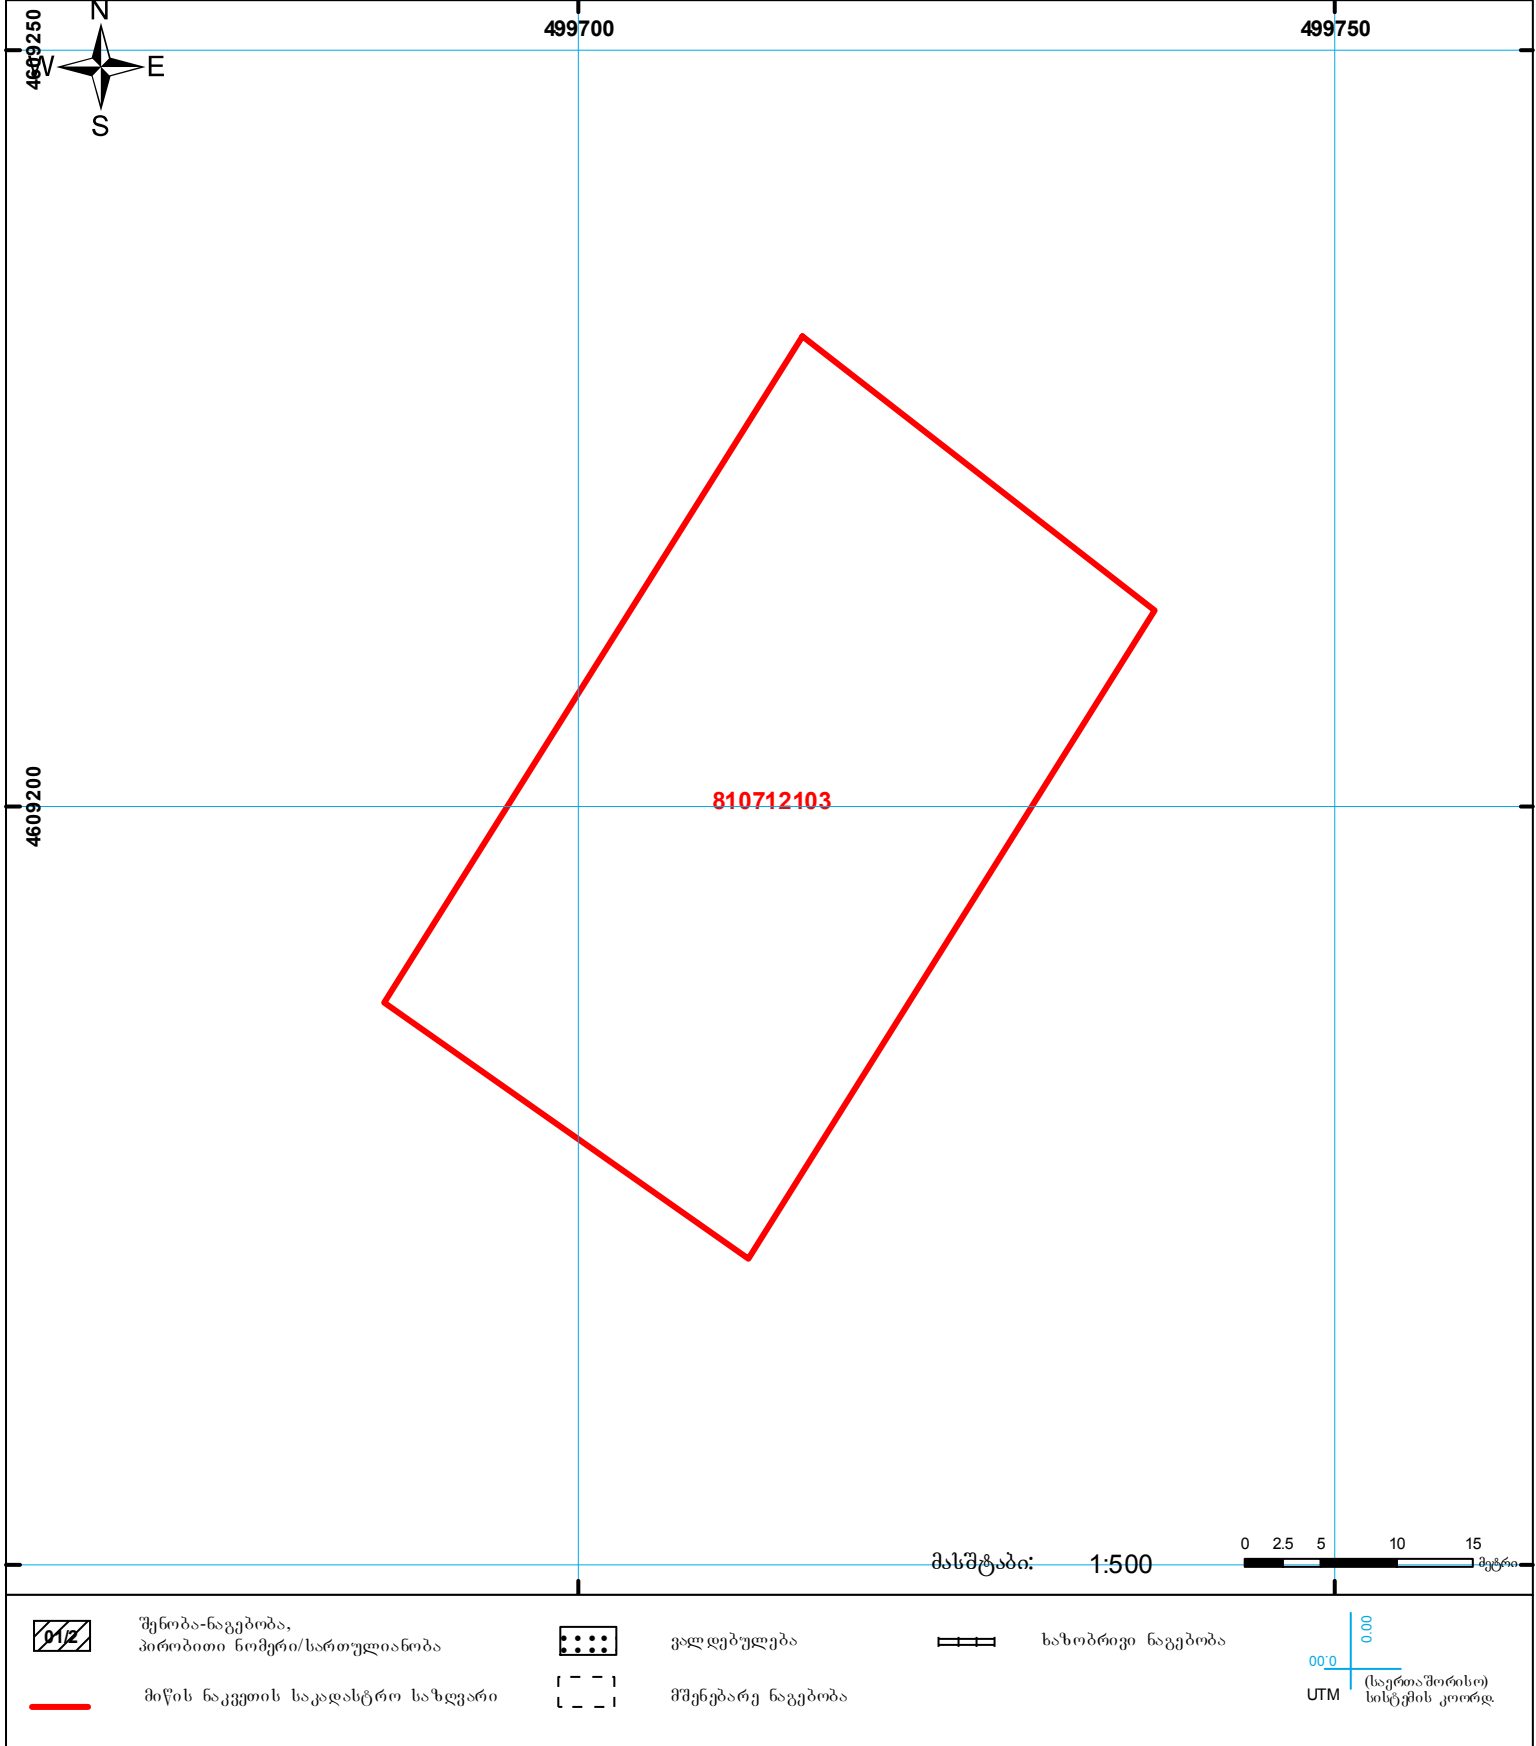 N
499700
499750
4609250
W
E
S
4609200
810712103
მასშტაბი: 1:500
0 2.5 5 10 15
მეტრი
01/2
შენობა-ნაგებობა,
პირობითი ნომერი/სართულიანობა
ვალდებულება
ხაზობრივი ნაგებობა
მიწის ნაკვეთის საკადასტრო საზღვარი
მშენებარე ნაგებობა
00.0
0.00
UTM
(საერთაშორისო)
სისტემის კოორდ.